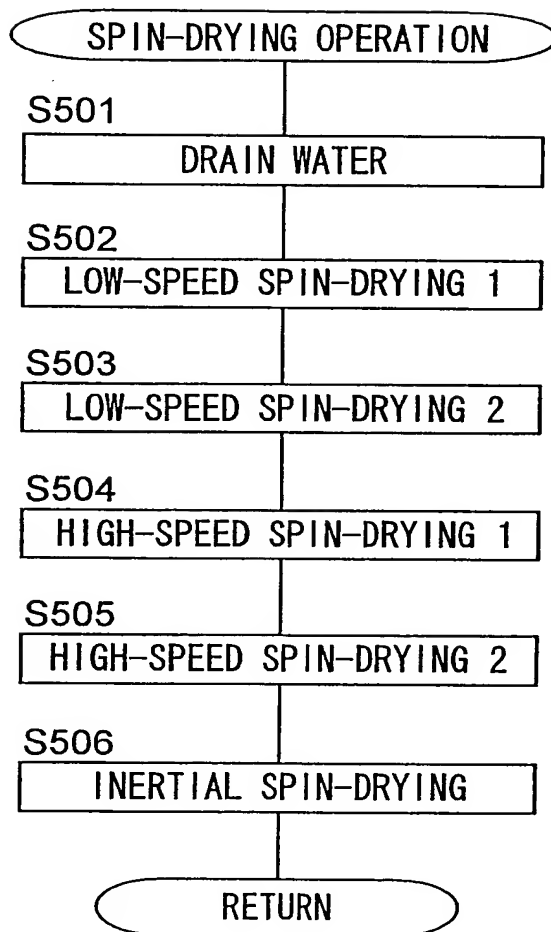 SPIN-DRYING OPERATION
S501
DRAIN WATER
S502
LOW-SPEED SPIN-DRYING 1
S503
LOW-SPEED SPIN-DRYING 2
S504
HIGH-SPEED SPIN-DRYING 1
S505
HIGH-SPEED SPIN-DRYING 2
S506
INERTIAL SPIN-DRYING
RETURN